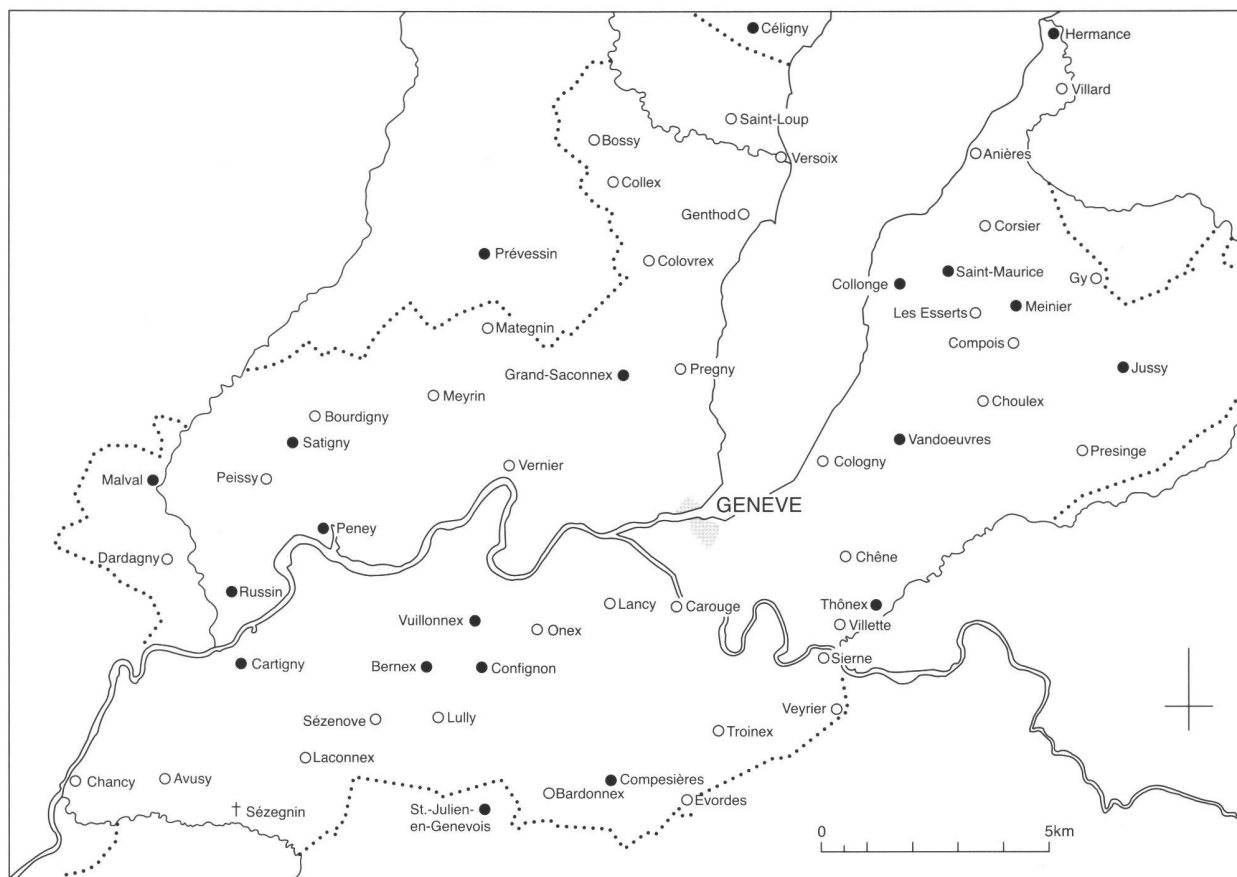 Céligny
Hermance
Villard
Saint-Loup
Bossy
Versoix
Anières
Collex
Genthod
Corsier
Prévessin
Colovrex
Saint-Maurice
Collonge
Gy
Meinier
Les Esserts
Mategnin
Compois
Grand-Saconnex
Pregny
Jussy
Meyrin
Choulex
Bourdigny
Satigny
Vandoeuvres
Presinge
Cologny
Vernier
Peissy
Malval
GENEVE
Peney
Dardagny
Chêne
Russin
Lancy
Carouge
Thônex
Vuillonnex
Onex
Villette
Sierne
Cartigny
Bernex
Confignon
Veyrier
Sézenove
Lully
Troinex
Laconnex
Chancy
Avusy
Compesières
Bardonnex
Evordes
† Sézegnin
St.-Julien-
en-Genevois
0 5km